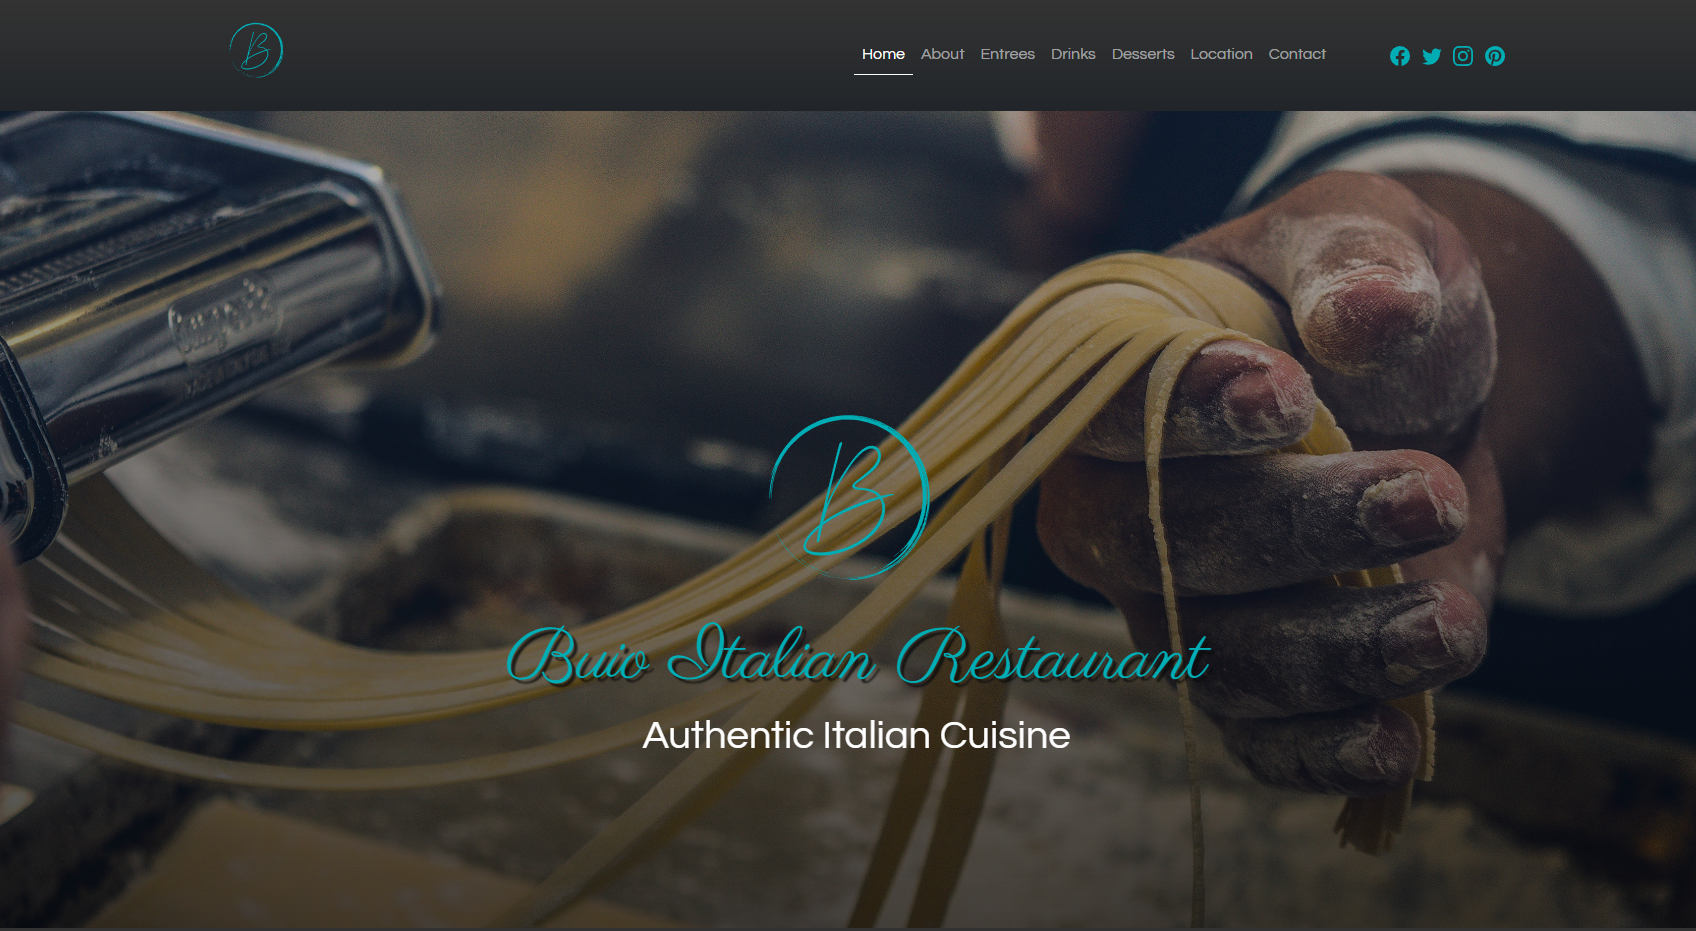 B
Home About Entrees Drinks Desserts Location Contact
B
Buio Italian Restaurant
Authentic Italian Cuisine